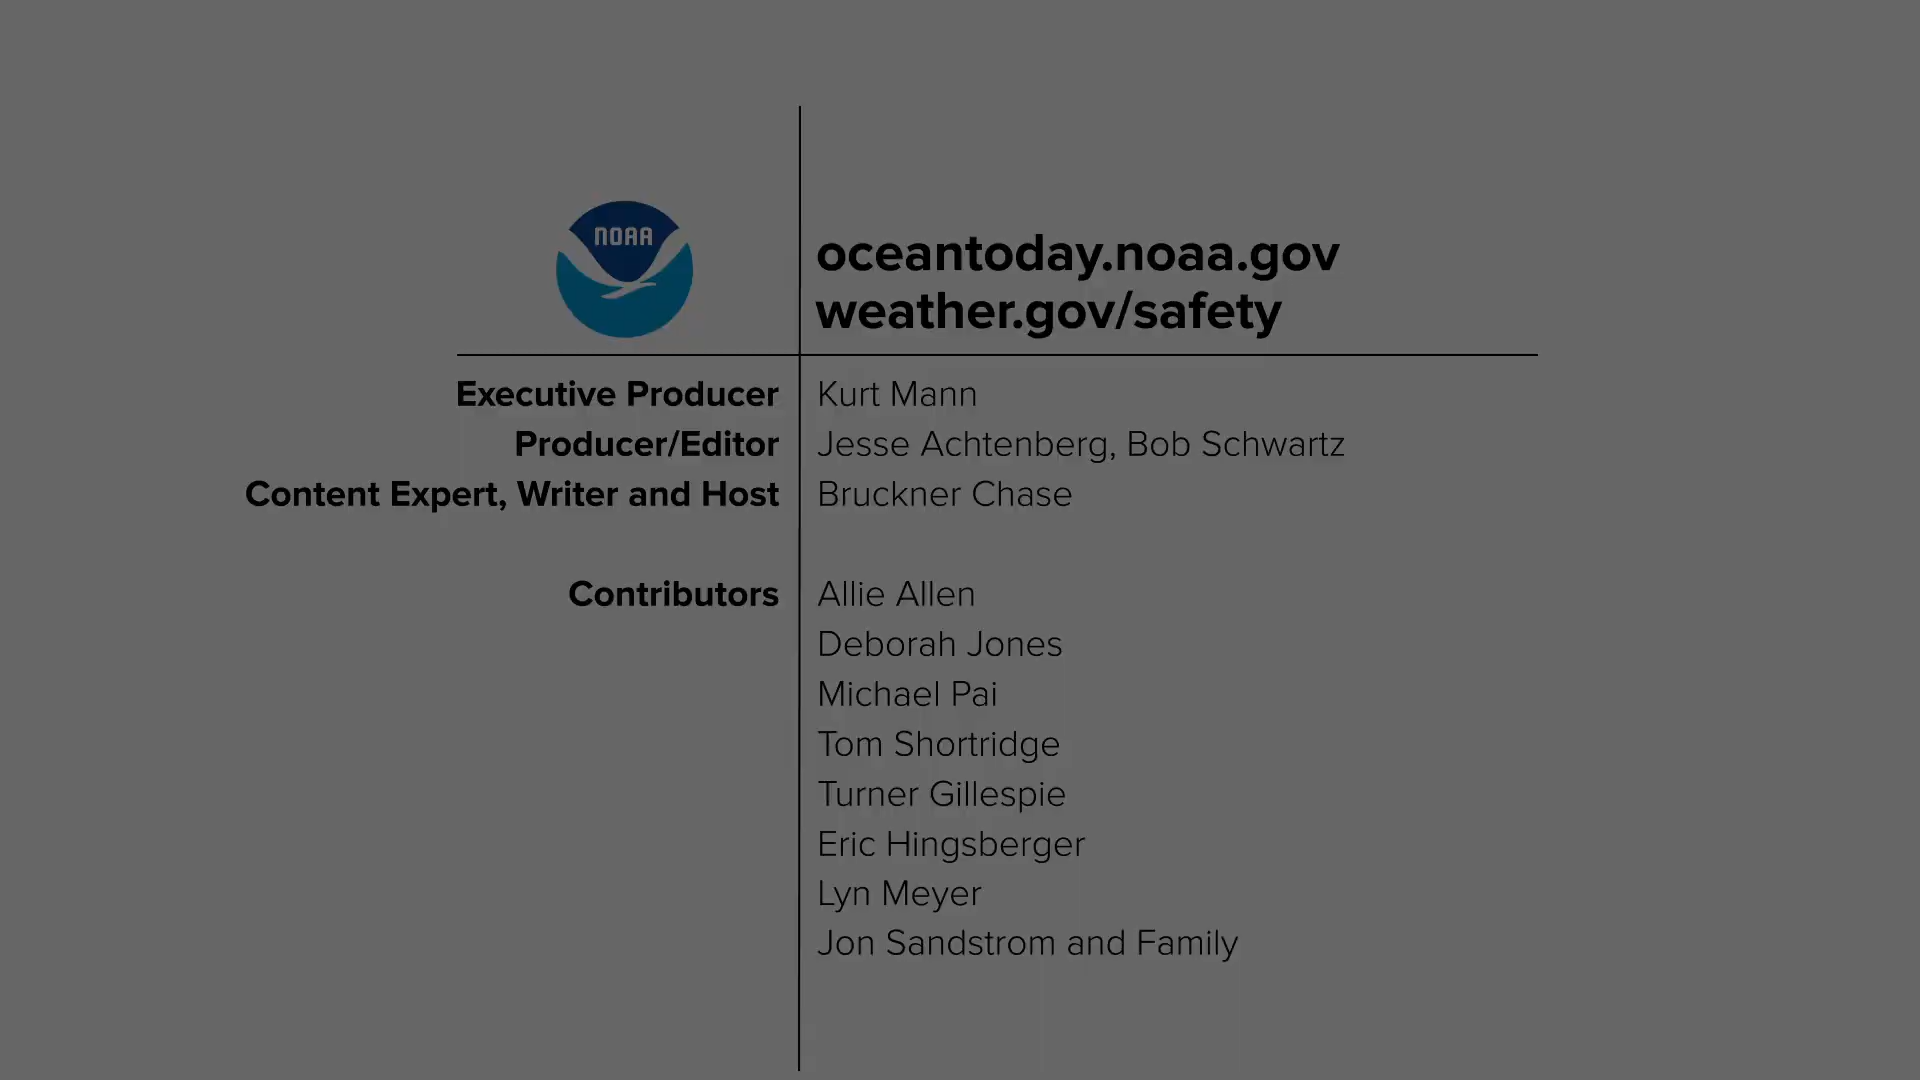 NOAA
oceantoday.noaa.gov
weather.gov/safety
Executive Producer Kurt Mann
Producer/Editor Jesse Achtenberg, Bob Schwartz
Content Expert, Writer and Host Bruckner Chase
Contributors Allie Allen
Deborah Jones
Michael Pai
Tom Shortridge
Turner Gillespie
Eric Hingsberger
Lyn Meyer
Jon Sandstrom and Family